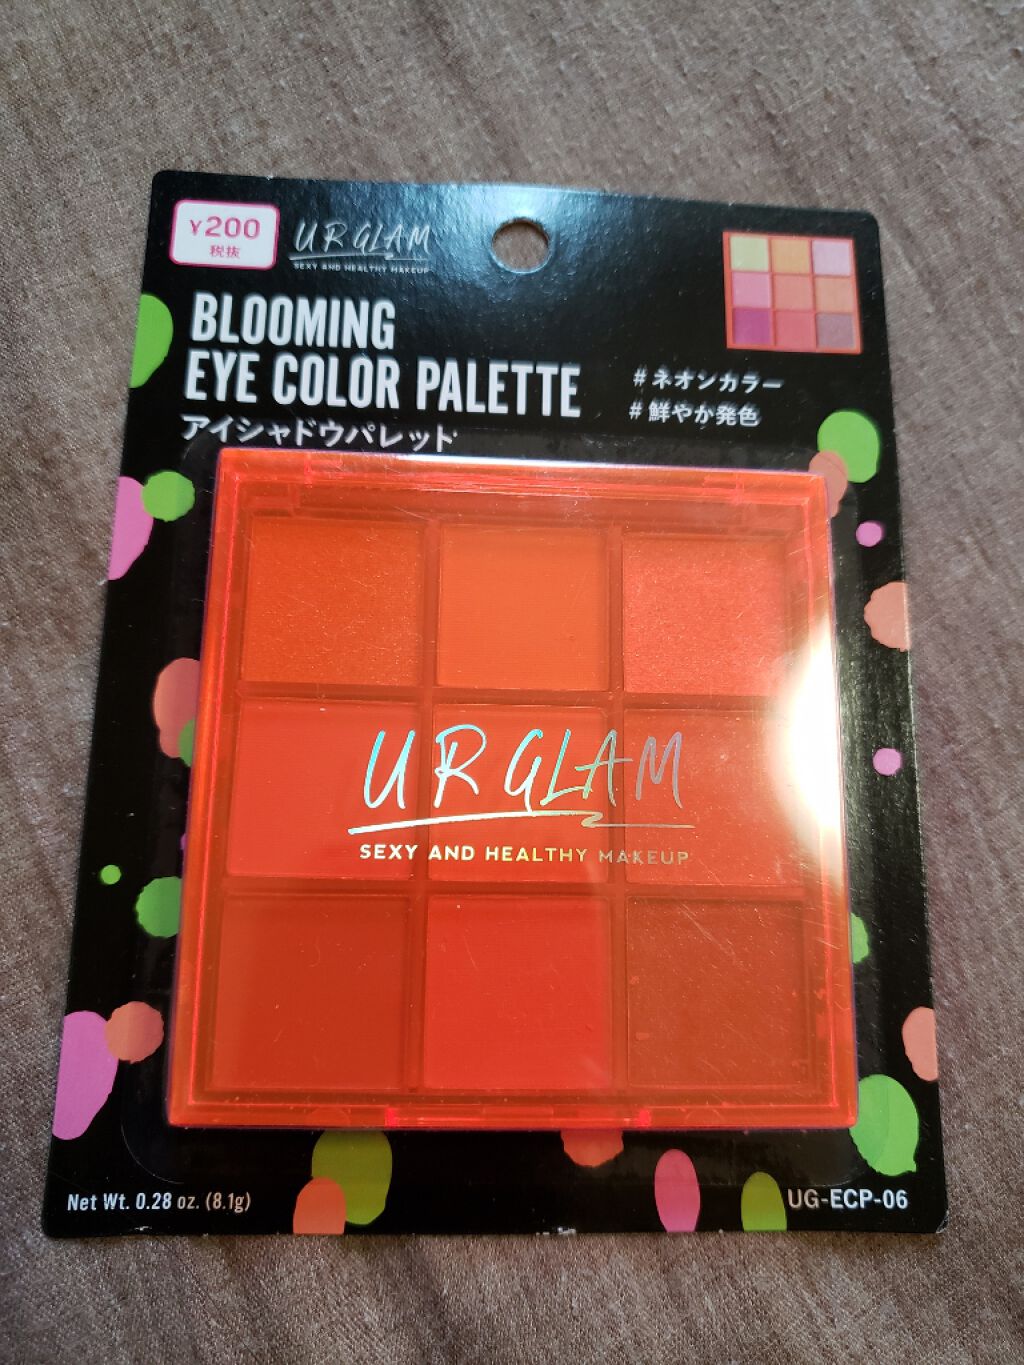 ¥200
税抜
UR GLAM
SEXY AND HEALTHY MAKEUP
BLOOMING
EYE COLOR PALETTE
アイシャドウパレット
#ネオンカラー
#鮮やか発色
UR GLAM
SEXY AND HEALTHY MAKEUP
Net Wt. 0.28 oz. (8.1g)
UG-ECP-06